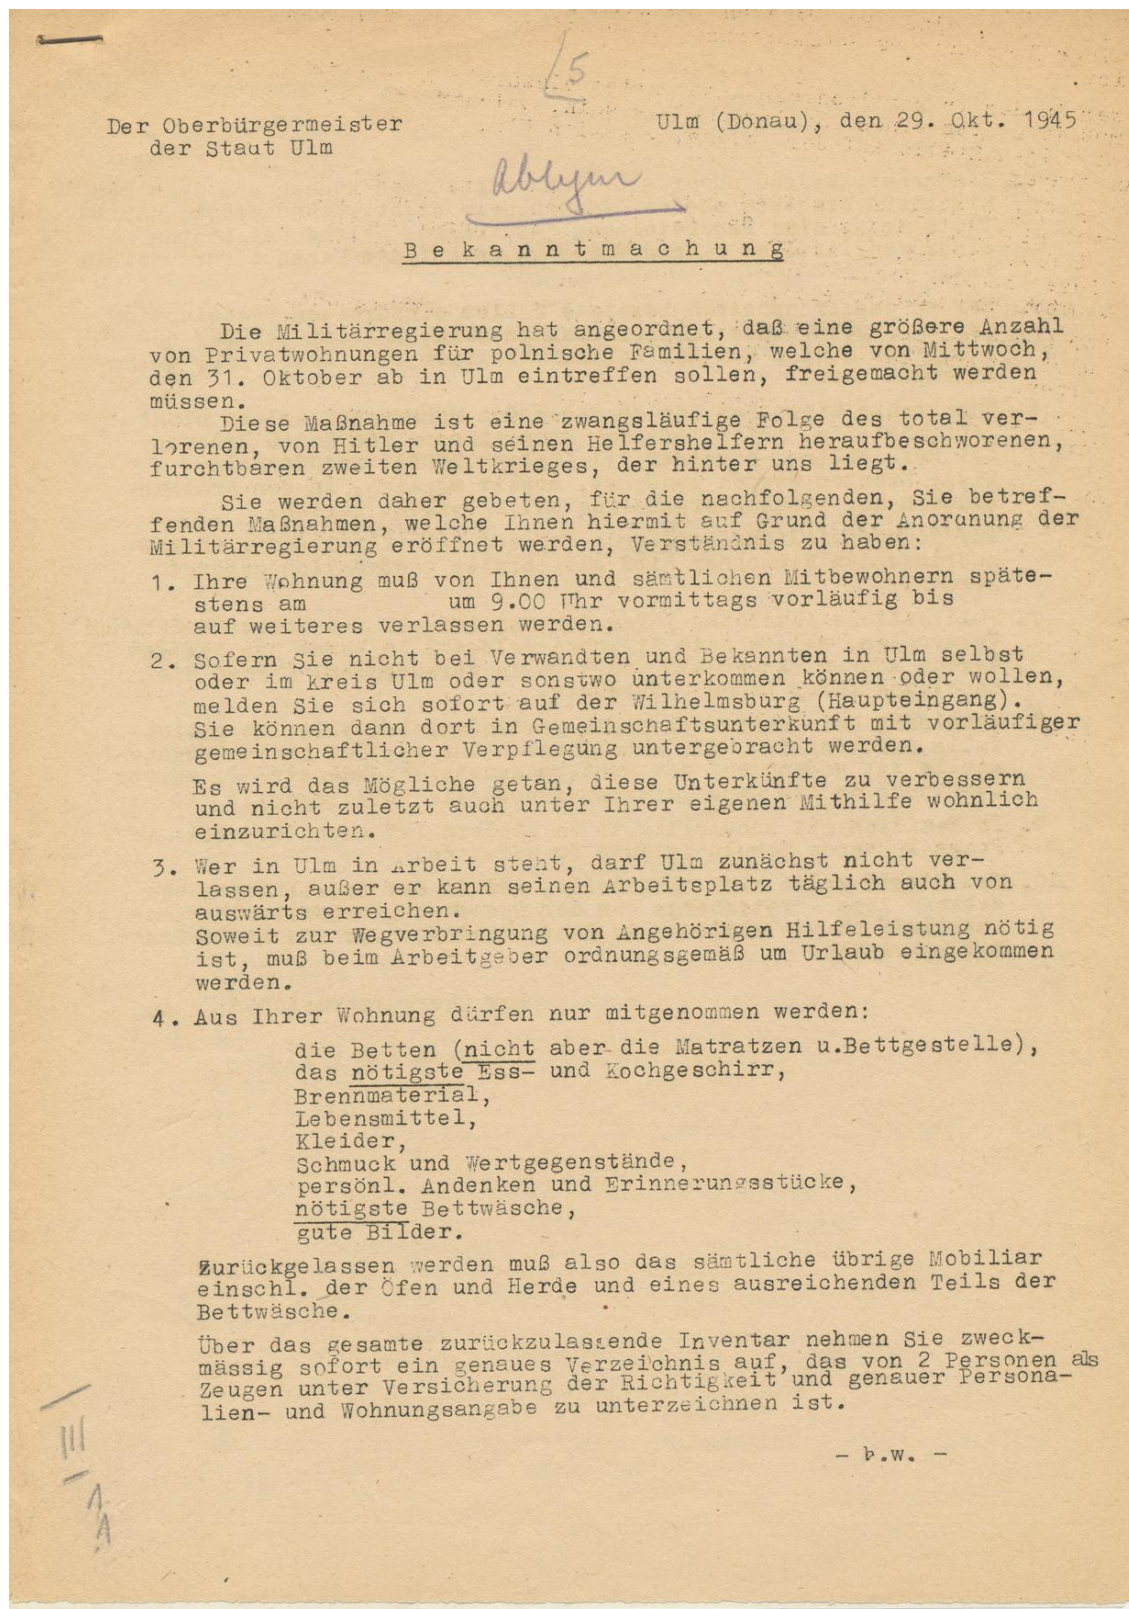 5
Der Oberbürgermeister
der Stadt Ulm
Ulm (Donau), den 29. Okt. 1945
Ablegen
Bekanntmachung
Die Militärregierung hat angeordnet, daß eine größere Anzahl
von Privatwohnungen für polnische Familien, welche von Mittwoch,
den 31. Oktober ab in Ulm eintreffen sollen, freigemacht werden
müssen.
Diese Maßnahme ist eine zwangsläufige Folge des total ver-
lorenen, von Hitler und seinen Helfershelfern heraufbeschworenen,
furchtbaren zweiten Weltkrieges, der hinter uns liegt.
Sie werden daher gebeten, für die nachfolgenden, Sie betref-
fenden Maßnahmen, welche Ihnen hiermit auf Grund der Anordnung der
Militärregierung eröffnet werden, Verständnis zu haben:
1. Ihre Wohnung muß von Ihnen und sämtlichen Mitbewohnern späte-
stens am um 9.00 Uhr vormittags vorläufig bis
auf weiteres verlassen werden.
2. Sofern Sie nicht bei Verwandten und Bekannten in Ulm selbst
oder im Kreis Ulm oder sonstwo unterkommen können oder wollen,
melden Sie sich sofort auf der Wilhelmsburg (Haupteingang).
Sie können dann dort in Gemeinschaftsunterkunft mit vorläufiger
gemeinschaftlicher Verpflegung untergebracht werden.
Es wird das Mögliche getan, diese Unterkünfte zu verbessern
und nicht zuletzt auch unter Ihrer eigenen Mithilfe wohnlich
einzurichten.
3. Wer in Ulm in Arbeit steht, darf Ulm zunächst nicht ver-
lassen, außer er kann seinen Arbeitsplatz täglich auch von
auswärts erreichen.
Soweit zur Wegverbringung von Angehörigen Hilfeleistung nötig
ist, muß beim Arbeitgeber ordnungsgemäß um Urlaub eingekommen
werden.
4. Aus Ihrer Wohnung dürfen nur mitgenommen werden:
die Betten (nicht aber die Matratzen u.Bettgestelle),
das nötigste Ess- und Kochgeschirr,
Brennmaterial,
Lebensmittel,
Kleider,
Schmuck und Wertgegenstände,
persönl. Andenken und Erinnerungsstücke,
nötigste Bettwäsche,
gute Bilder.
Zurückgelassen werden muß also das sämtliche übrige Mobiliar
einschl. der Öfen und Herde und eines ausreichenden Teils der
Bettwäsche.
Über das gesamte zurückzulassende Inventar nehmen Sie zweck-
mässig sofort ein genaues Verzeichnis auf, das von 2 Personen als
Zeugen unter Versicherung der Richtigkeit und genauer Persona-
lien- und Wohnungsangabe zu unterzeichnen ist.
- b.w. -
III
1
A